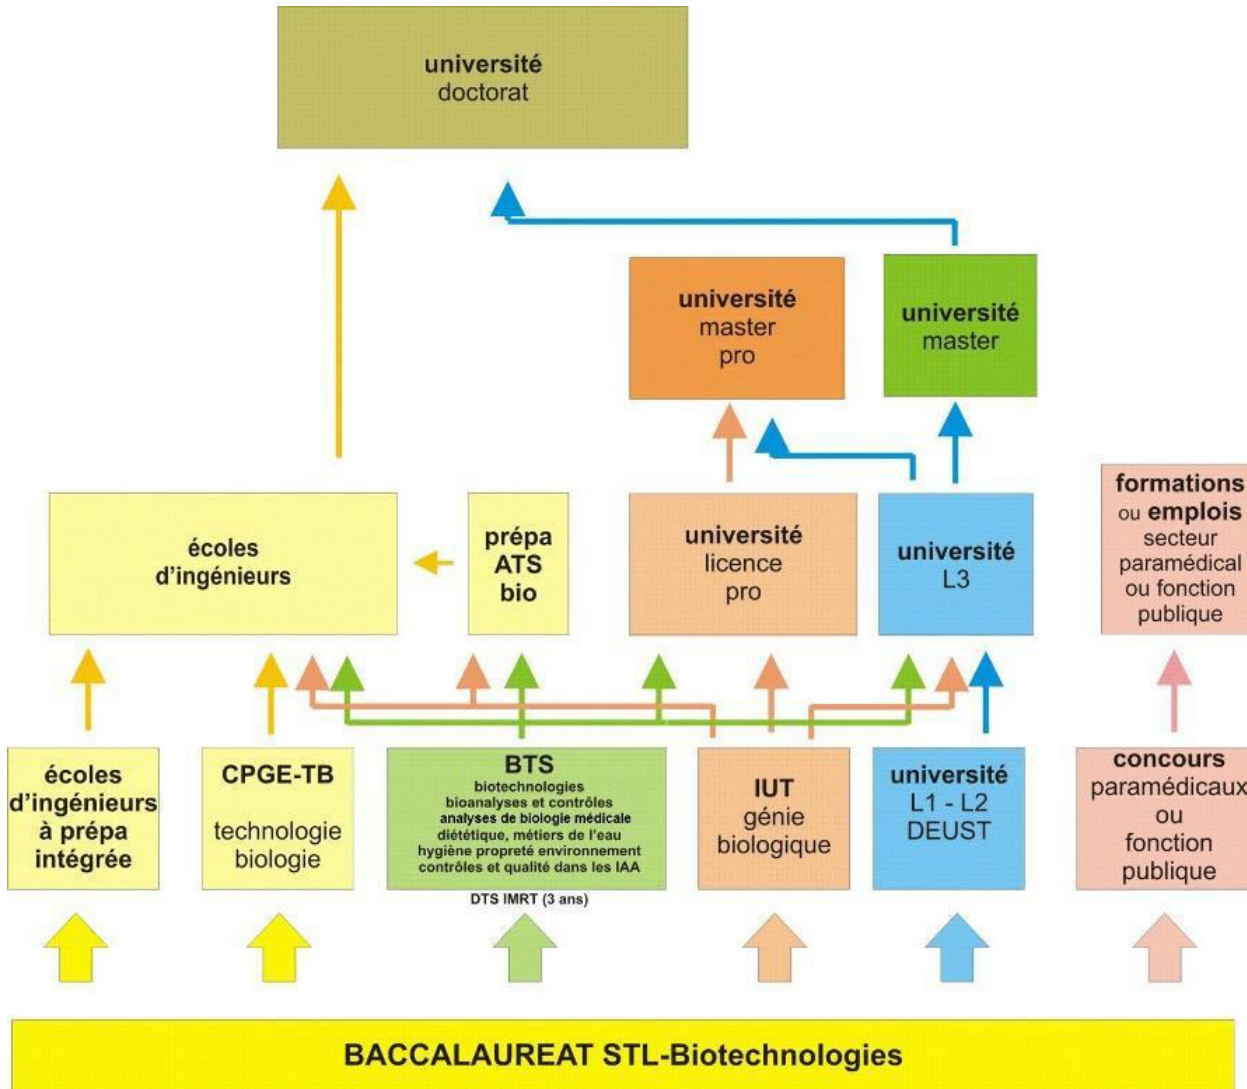 université
doctorat
université
master
pro
université
master
écoles
d'ingénieurs
prépa
ATS
bio
université
licence
pro
université
L3
formations
ou emplois
secteur
paramédical
ou fonction
publique
écoles
d'ingénieurs
à prépa
intégrée
CPGE-TB
technologie
biologie
BTS
biotechnologies
bioanalyses et contrôles
analyses de biologie médicale
diététique, métiers de l'eau
hygiène propreté environnement
contrôles et qualité dans les IAA
DTS IMRT (3 ans)
IUT
génie
biologique
université
L1 - L2
DEUST
concours
paramédicaux
ou
fonction
publique
BACCALAUREAT STL-Biotechnologies